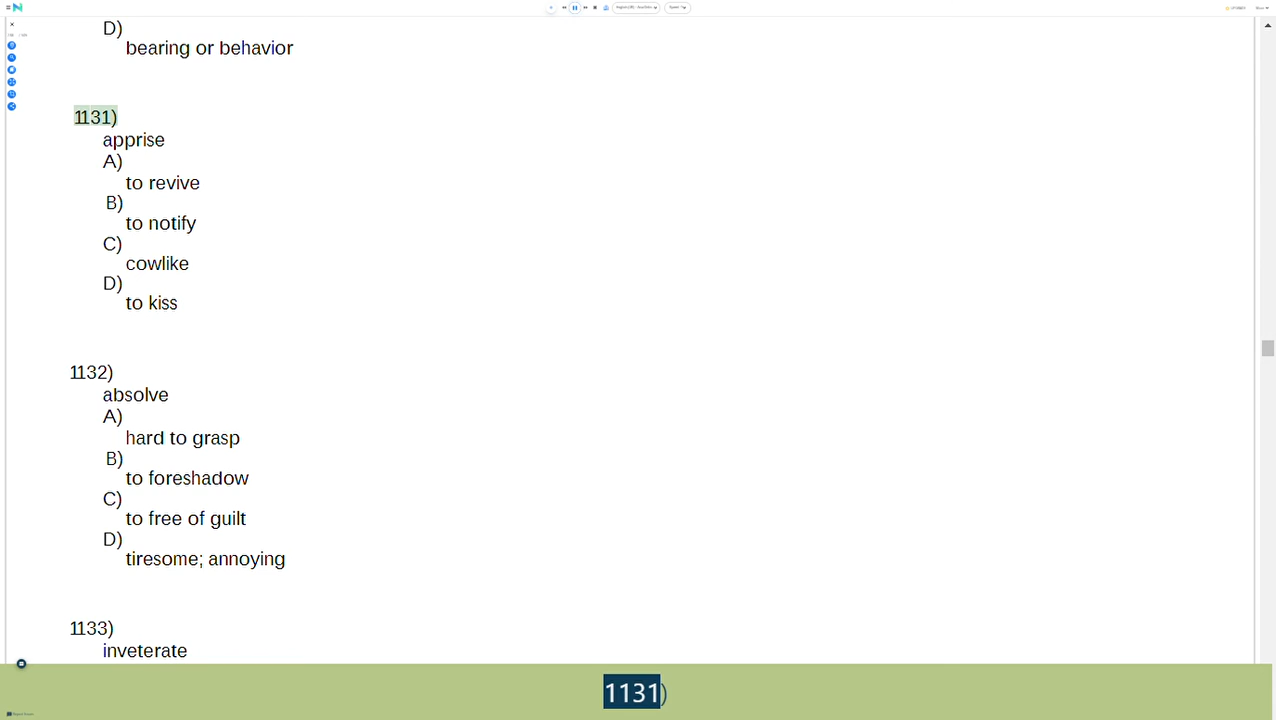 D)
bearing or behavior
1131)
apprise
A)
to revive
B)
to notify
C)
cowlike
D)
to kiss
1132)
absolve
A)
hard to grasp
B)
to foreshadow
C)
to free of guilt
D)
tiresome; annoying
1133)
inveterate
1131)